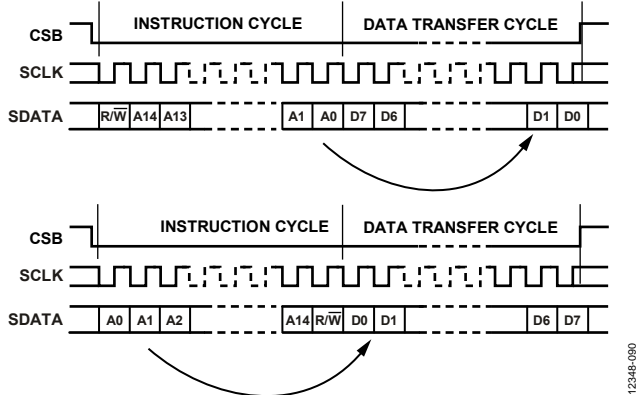 INSTRUCTION CYCLE DATA TRANSFER CYCLE
CSB
SCLK
SDATA R/W̅ A14 A13 A1 A0 D7 D6 D1 D0
INSTRUCTION CYCLE DATA TRANSFER CYCLE
CSB
SCLK
SDATA A0 A1 A2 A14 R/W̅ D0 D1 D6 D7
12348-090